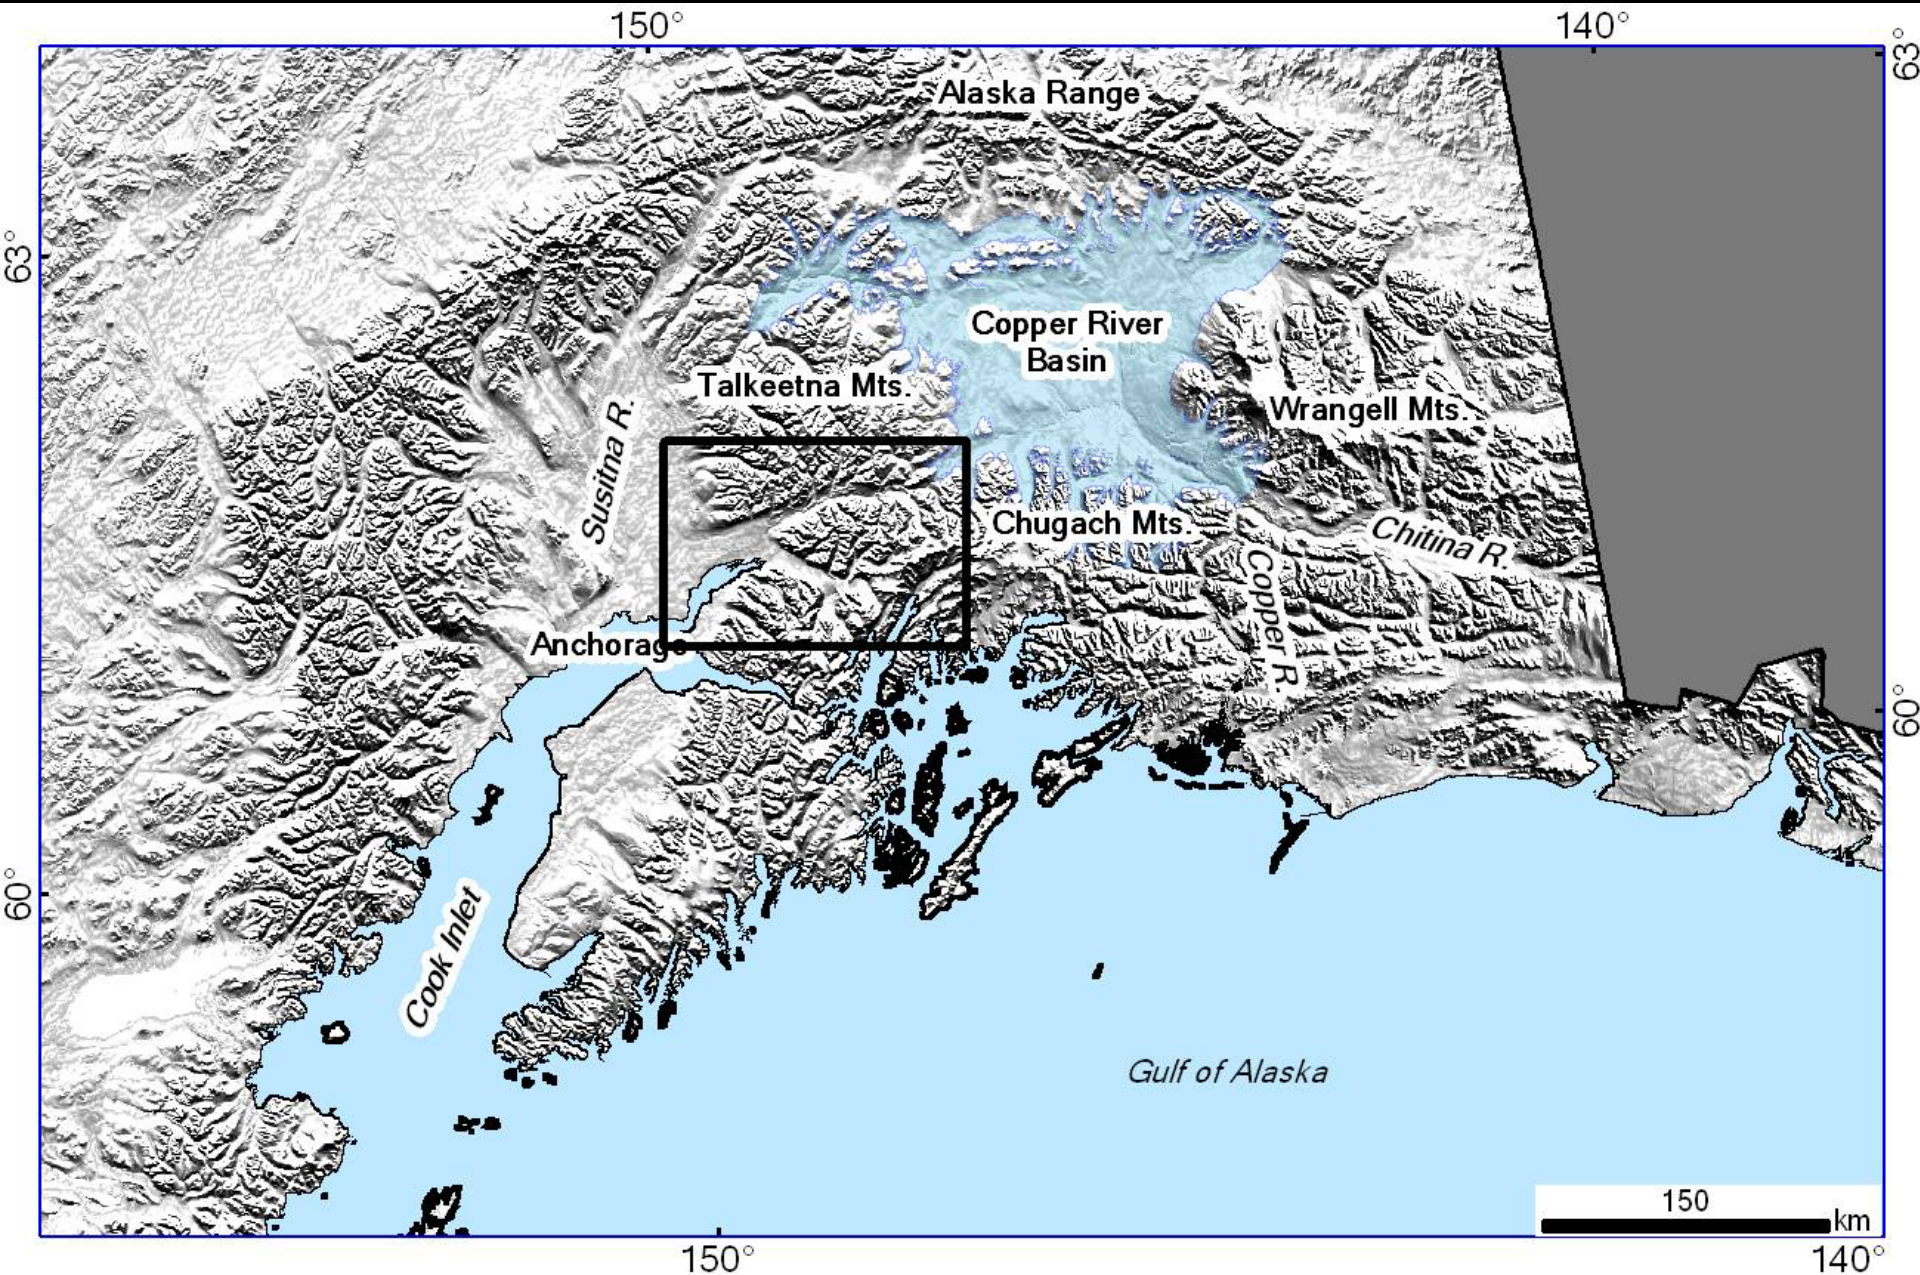 150°
140°
63°
Alaska Range
63°
Copper River
Basin
Talkeetna Mts.
Wrangell Mts.
Susitna R.
Chugach Mts.
Chitina R.
Copper R.
Anchorage
60°
60°
Cook Inlet
Gulf of Alaska
150
km
150°
140°